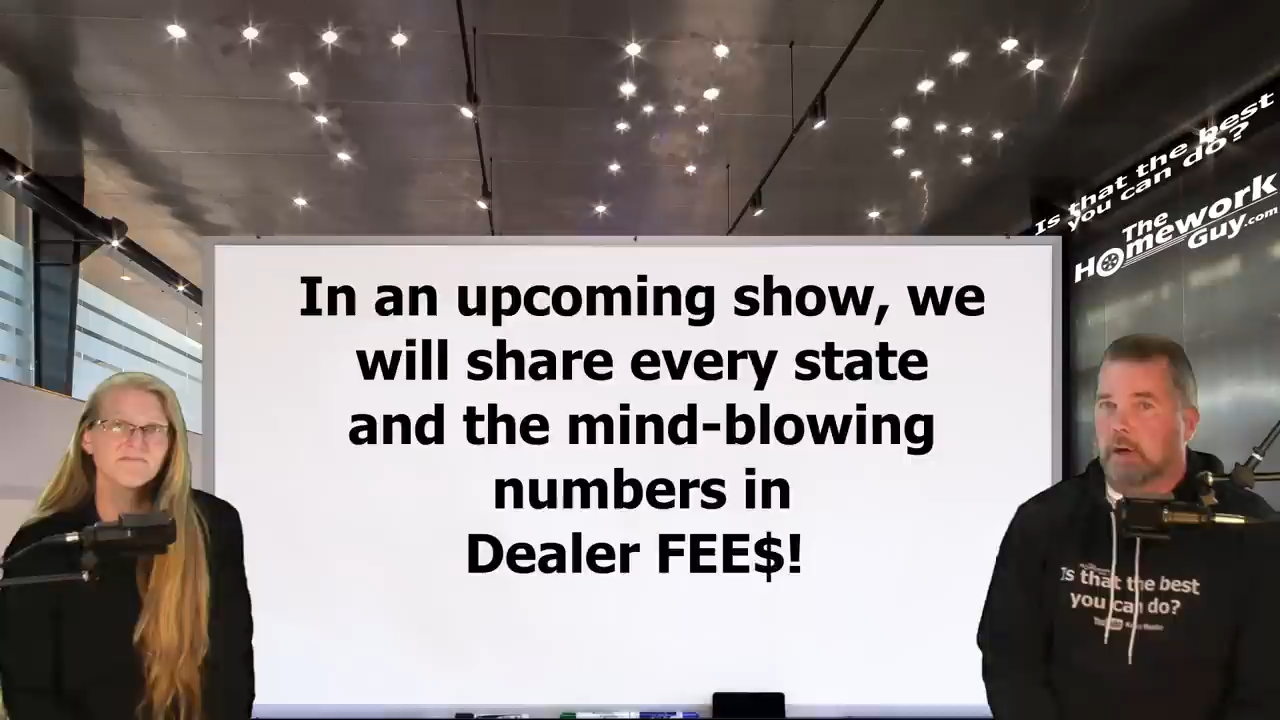 Is that the best
you can do?
The
Homework
Guy.com
In an upcoming show, we
will share every state
and the mind-blowing
numbers in
Dealer FEE$!
Is that the best
you can do?